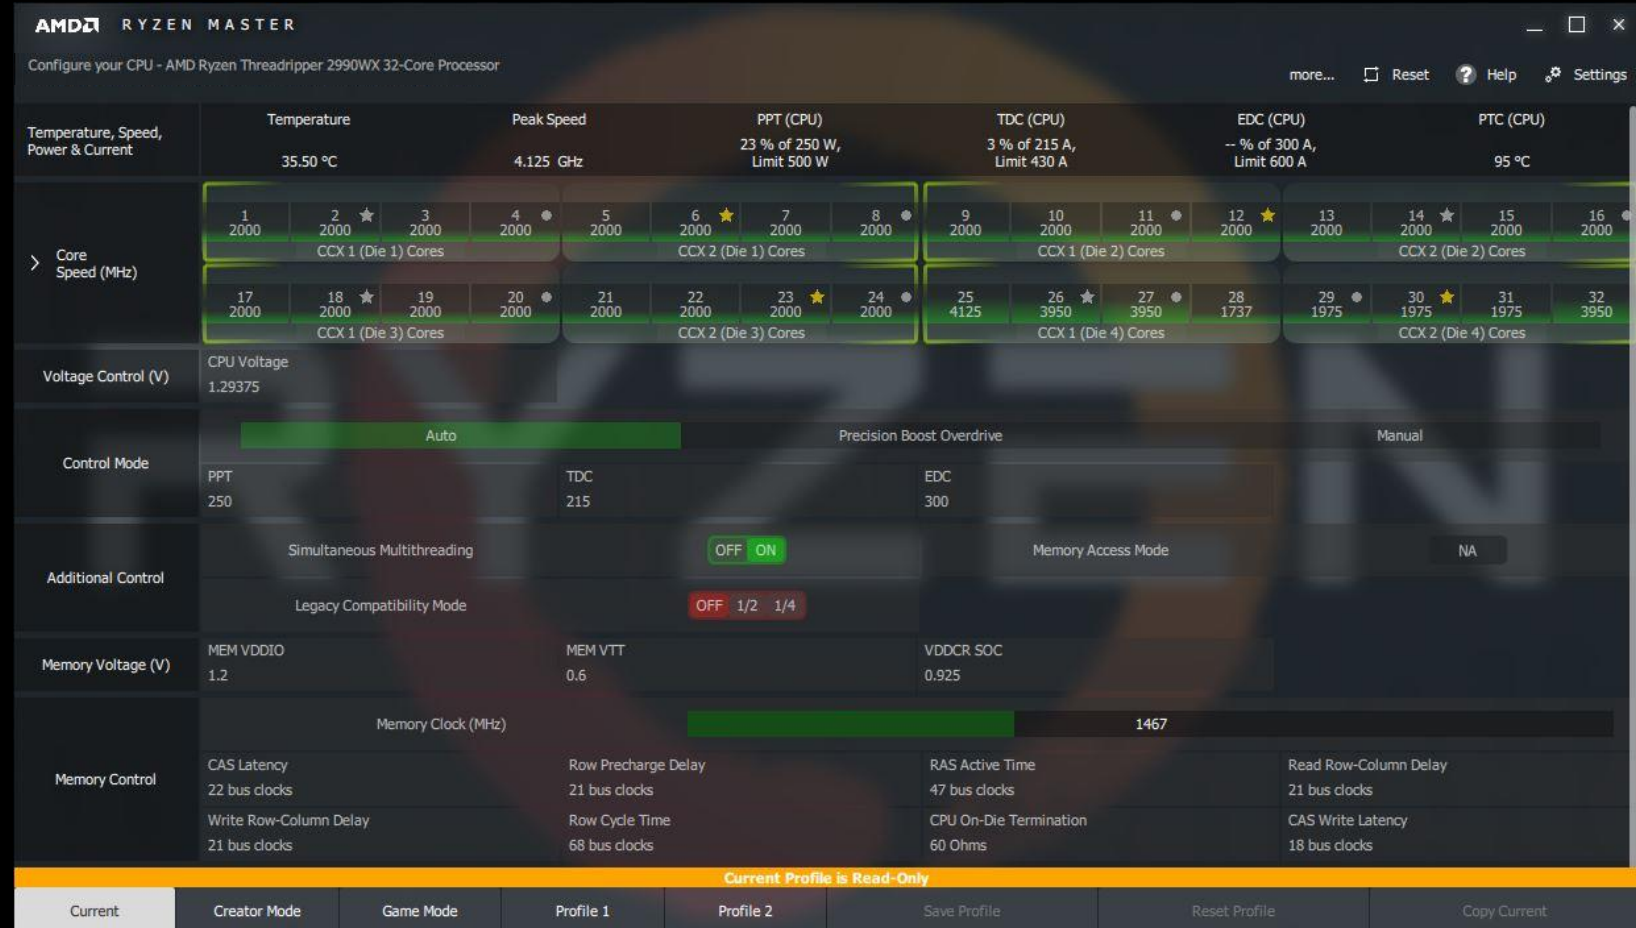 AMD RYZEN MASTER
Configure your CPU - AMD Ryzen Threadripper 2990WX 32-Core Processor
more... Reset ? Help Settings
Temperature, Speed,
Power & Current
Temperature Peak Speed PPT (CPU) TDC (CPU) EDC (CPU) PTC (CPU)
23 % of 250 W, 3 % of 215 A, -- % of 300 A,
35.50 °C 4.125 GHz Limit 500 W Limit 430 A Limit 600 A 95 °C
Core
Speed (MHz)
1 2 3 4 5 6 7 8 9 10 11 12 13 14 15 16
2000 2000 2000 2000 2000 2000 2000 2000 2000 2000 2000 2000 2000 2000 2000 2000
CCX 1 (Die 1) Cores CCX 2 (Die 1) Cores CCX 1 (Die 2) Cores CCX 2 (Die 2) Cores
17 18 19 20 21 22 23 24 25 26 27 28 29 30 31 32
2000 2000 2000 2000 2000 2000 2000 2000 4125 3950 3950 1737 1975 1975 1975 3950
CCX 1 (Die 3) Cores CCX 2 (Die 3) Cores CCX 1 (Die 4) Cores CCX 2 (Die 4) Cores
Voltage Control (V)
CPU Voltage
1.29375
RYZEN
Control Mode
Auto Precision Boost Overdrive Manual
PPT TDC EDC
250 215 300
Additional Control
Simultaneous Multithreading OFF ON Memory Access Mode NA
Legacy Compatibility Mode OFF 1/2 1/4
Memory Voltage (V)
MEM VDDIO MEM VTT VDDCR SOC
1.2 0.6 0.925
Memory Control
Memory Clock (MHz) 1467
CAS Latency Row Precharge Delay RAS Active Time Read Row-Column Delay
22 bus clocks 21 bus clocks 47 bus clocks 21 bus clocks
Write Row-Column Delay Row Cycle Time CPU On-Die Termination CAS Write Latency
21 bus clocks 68 bus clocks 60 Ohms 18 bus clocks
Current Profile is Read-Only
Current Creator Mode Game Mode Profile 1 Profile 2 Save Profile Reset Profile Copy Current